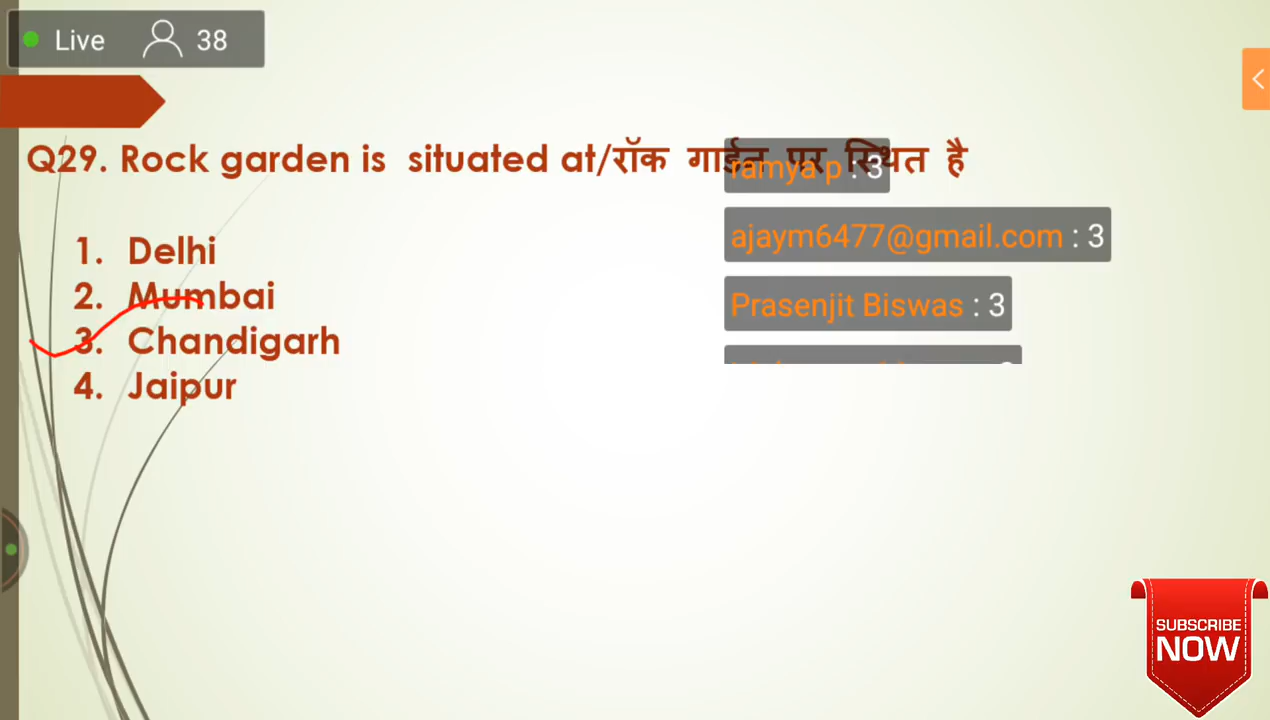 Live 38
Q29. Rock garden is situated at/रॉक गार्डन पर स्थित है
ramya p : 3
1. Delhi
ajaym6477@gmail.com : 3
2. Mumbai
Prasenjit Biswas : 3
3. Chandigarh
4. Jaipur
SUBSCRIBE
NOW